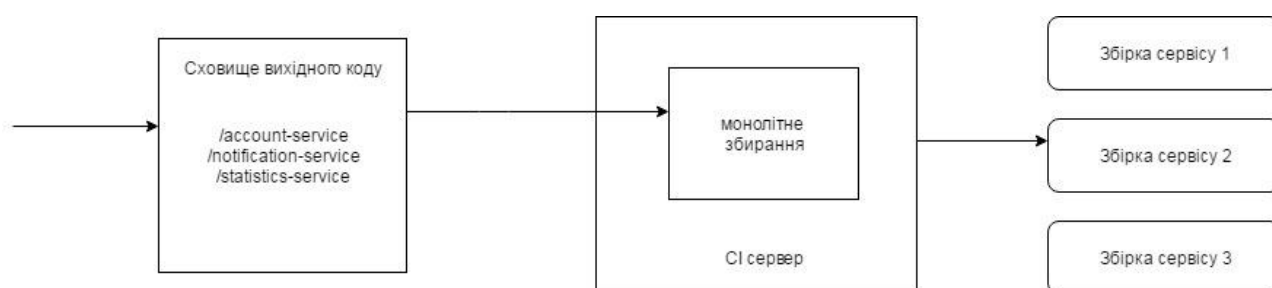 Сховище вихідного коду
/account-service
/notification-service
/statistics-service
монолітне
збирання
CI сервер
Збірка сервісу 1
Збірка сервісу 2
Збірка сервісу 3